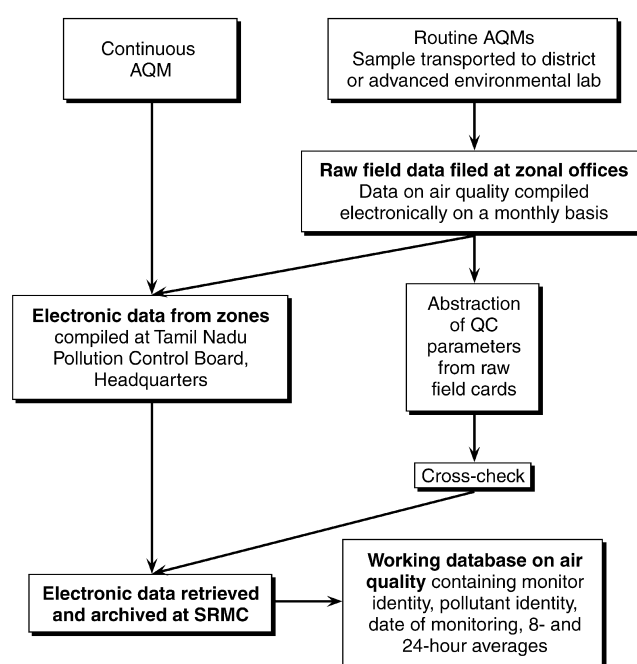 Continuous
AQM
Routine AQMs
Sample transported to district
or advanced environmental lab
Raw field data filed at zonal offices
Data on air quality compiled
electronically on a monthly basis
Electronic data from zones
compiled at Tamil Nadu
Pollution Control Board,
Headquarters
Abstraction
of QC
parameters
from raw
field cards
Cross-check
Electronic data retrieved
and archived at SRMC
Working database on air
quality containing monitor
identity, pollutant identity,
date of monitoring, 8- and
24-hour averages